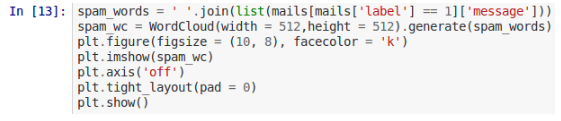 In [13]: spam_words = ' '.join(list(mails[mails['label'] == 1]['message']))
spam_wc = WordCloud(width = 512,height = 512).generate(spam_words)
plt.figure(figsize = (10, 8), facecolor = 'k')
plt.imshow(spam_wc)
plt.axis('off')
plt.tight_layout(pad = 0)
plt.show()